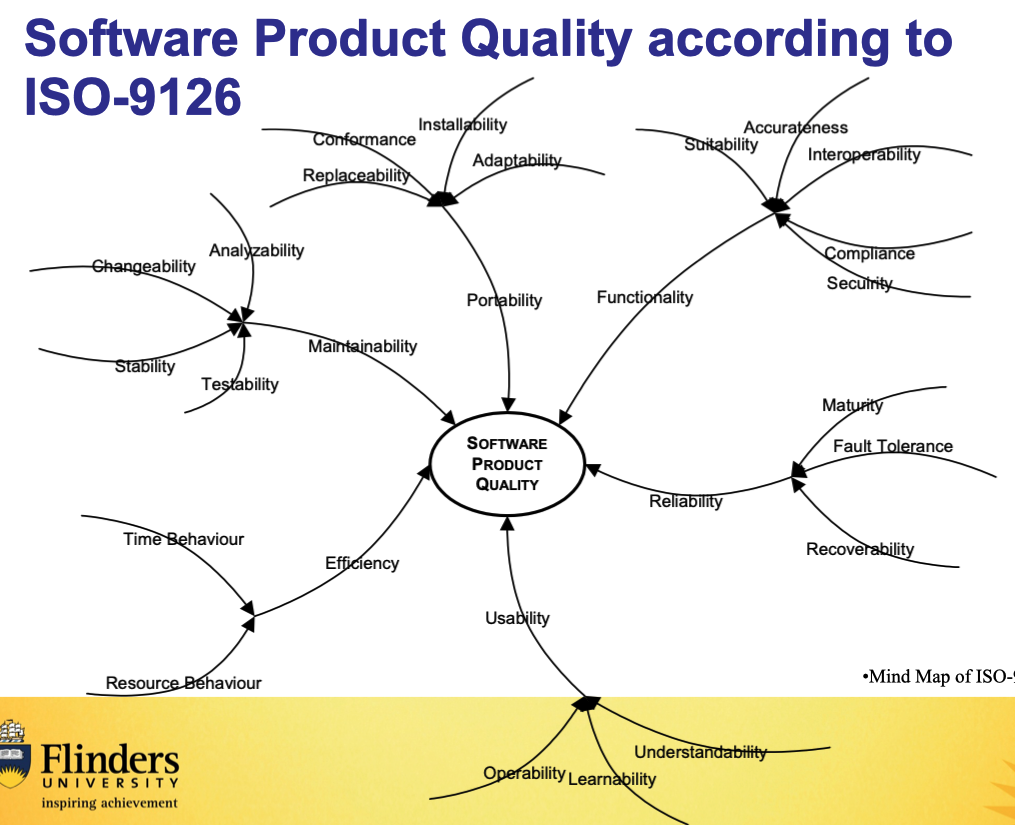 Software Product Quality according to
ISO-9126
Installability
Conformance
Adaptability
Replaceability
Accurateness
Suitability
Interoperability
Analyzability
Changeability
Compliance
Secuirity
Portability
Functionality
Maintainability
Stability
Testability
Maturity
SOFTWARE
PRODUCT
QUALITY
Fault Tolerance
Reliability
Time Behaviour
Recoverability
Efficiency
Usability
Resource Behaviour
•Mind Map of ISO-9
Understandability
Operability
Learnability
Flinders
UNIVERSITY
inspiring achievement